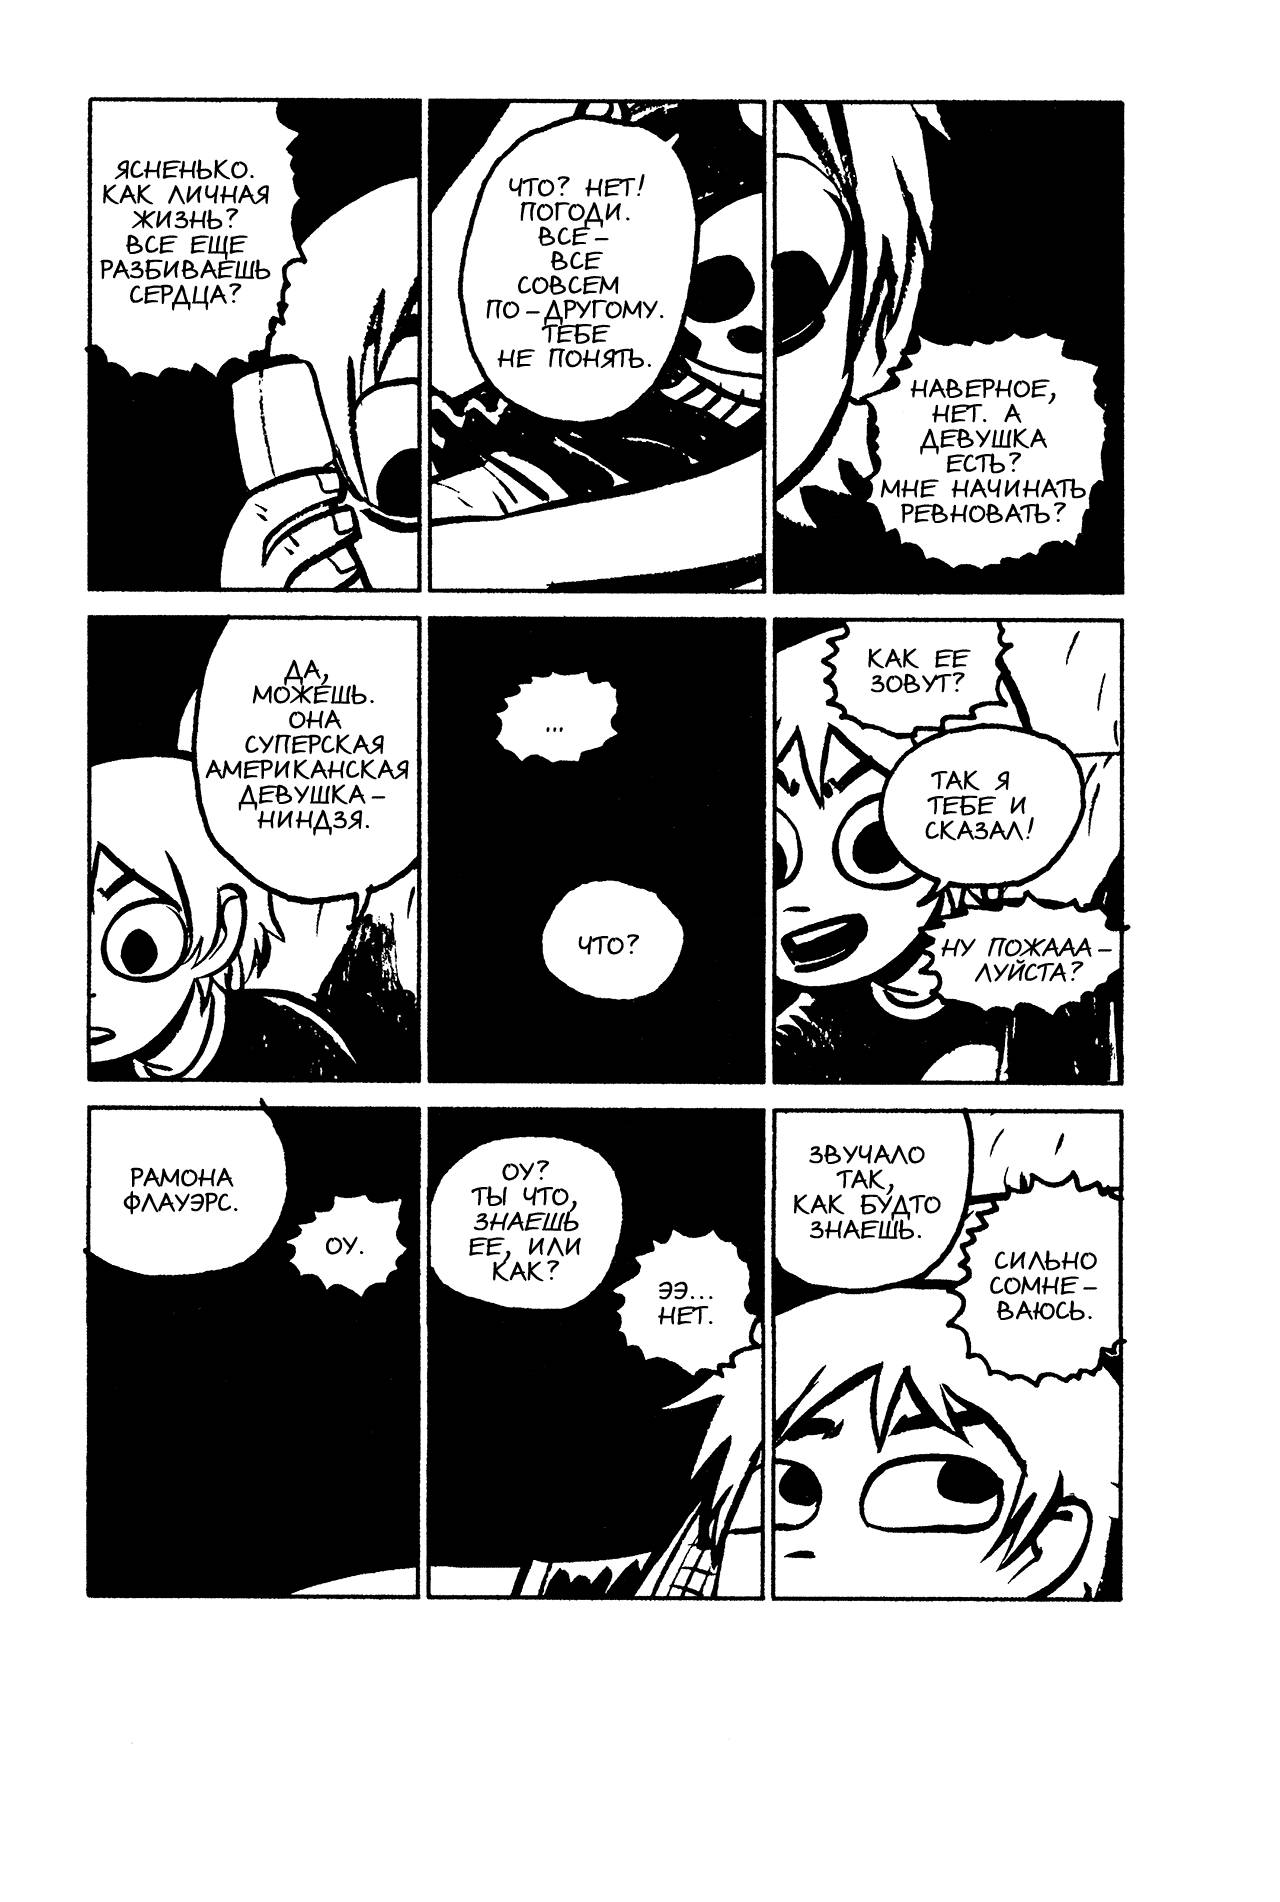 ЯСНЕНЬКО.
КАК ЛИЧНАЯ
ЖИЗНЬ?
ВСЕ ЕЩЕ
РАЗБИВАЕШЬ
СЕРДЦА?
ЧТО? НЕТ!
ПОГОДИ.
ВСЕ–
ВСЕ
СОВСЕМ
ПО–ДРУГОМУ.
ТЕБЕ
НЕ ПОНЯТЬ.
НАВЕРНОЕ,
НЕТ. А
ДЕВУШКА
ЕСТЬ?
МНЕ НАЧИНАТЬ
РЕВНОВАТЬ?
ДА,
МОЖЕШЬ.
ОНА
СУПЕРСКАЯ
АМЕРИКАНСКАЯ
ДЕВУШКА–
НИНДЗЯ.
...
ЧТО?
КАК ЕЕ
ЗОВУТ?
ТАК Я
ТЕБЕ И
СКАЗАЛ!
НУ ПОЖААА–
ЛУЙСТА?
РАМОНА
ФЛАУЭРС.
ОУ.
ОУ?
ТЫ ЧТО,
ЗНАЕШЬ
ЕЕ, ИЛИ
КАК?
ЭЭ...
НЕТ.
ЗВУЧАЛО
ТАК,
КАК БУДТО
ЗНАЕШЬ.
СИЛЬНО
СОМНЕ–
ВАЮСЬ.